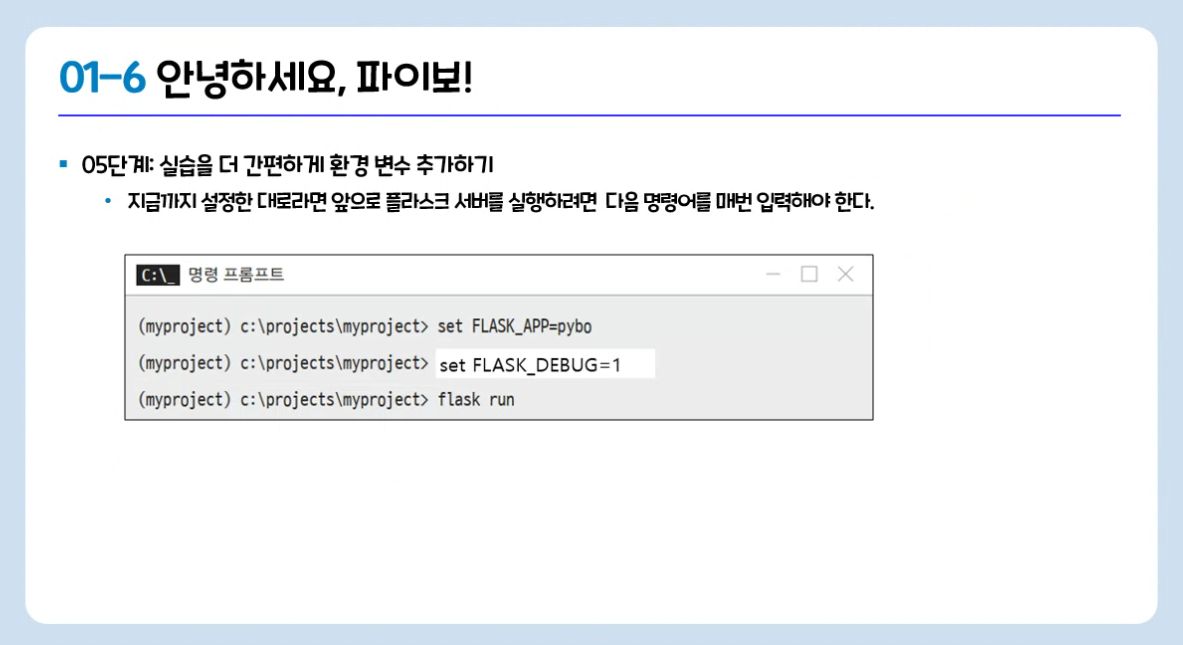 01-6 안녕하세요, 파이보!
05단계: 실습을 더 간편하게 환경 변수 추가하기
지금까지 설정한 대로라면 앞으로 플라스크 서버를 실행하려면 다음 명령어를 매번 입력해야 한다.
C:\_ 명령 프롬프트
(myproject) c:\projects\myproject> set FLASK_APP=pybo
(myproject) c:\projects\myproject> set FLASK_DEBUG=1
(myproject) c:\projects\myproject> flask run